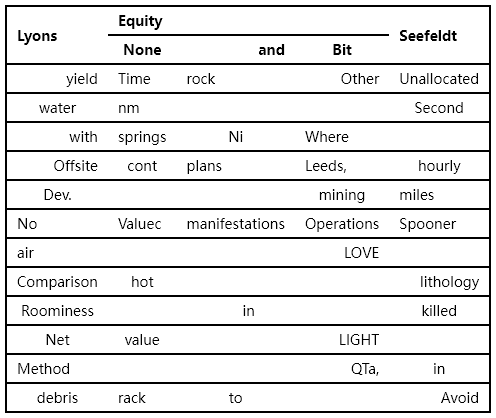 Lyons Equity Seefeldt
None and Bit
yield Time rock Other Unallocated
water nm Second
with springs Ni Where
Offsite cont plans Leeds, hourly
Dev. mining miles
No Valuec manifestations Operations Spooner
air LOVE
Comparison hot lithology
Roominess in killed
Net value LIGHT
Method QTa, in
debris rack to Avoid